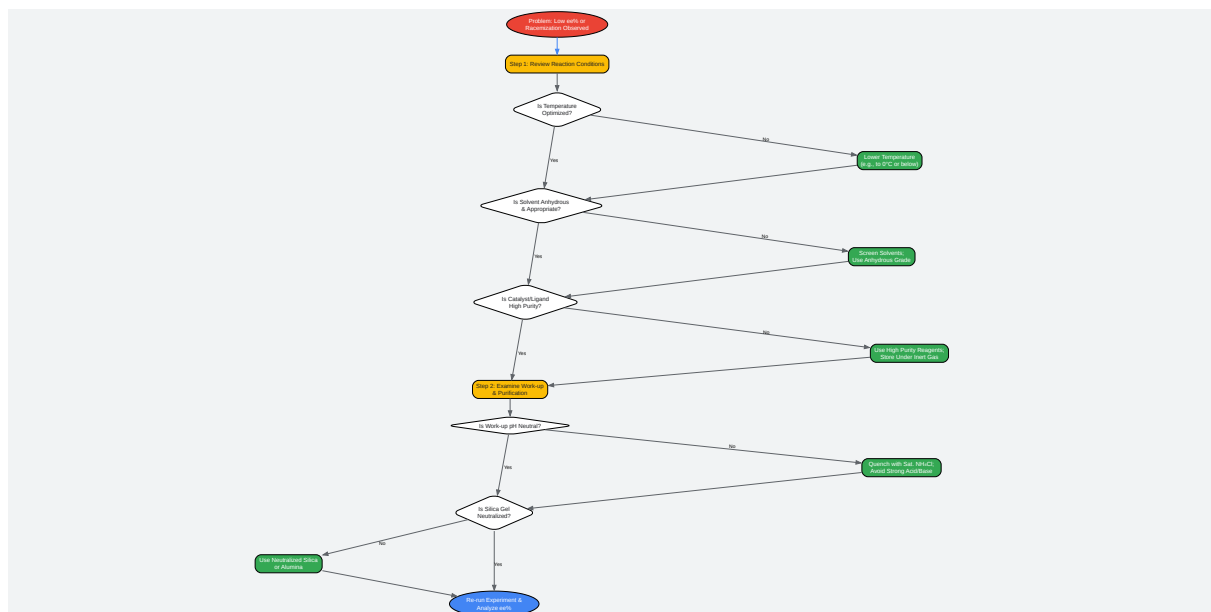 Problem: Low ee% or
Racemization Observed
Step 1: Review Reaction Conditions
Is Temperature
Optimized?
No
Yes
Lower Temperature
(e.g., to 0°C or below)
Is Solvent Anhydrous
& Appropriate?
No
Yes
Screen Solvents;
Use Anhydrous Grade
Is Catalyst/Ligand
High Purity?
No
Yes
Use High Purity Reagents;
Store Under Inert Gas
Step 2: Examine Work-up
& Purification
Is Work-up pH Neutral?
No
Yes
Quench with Sat. NH₄Cl;
Avoid Strong Acid/Base
Is Silica Gel
Neutralized?
No
Yes
Use Neutralized Silica
or Alumina
Re-run Experiment &
Analyze ee%